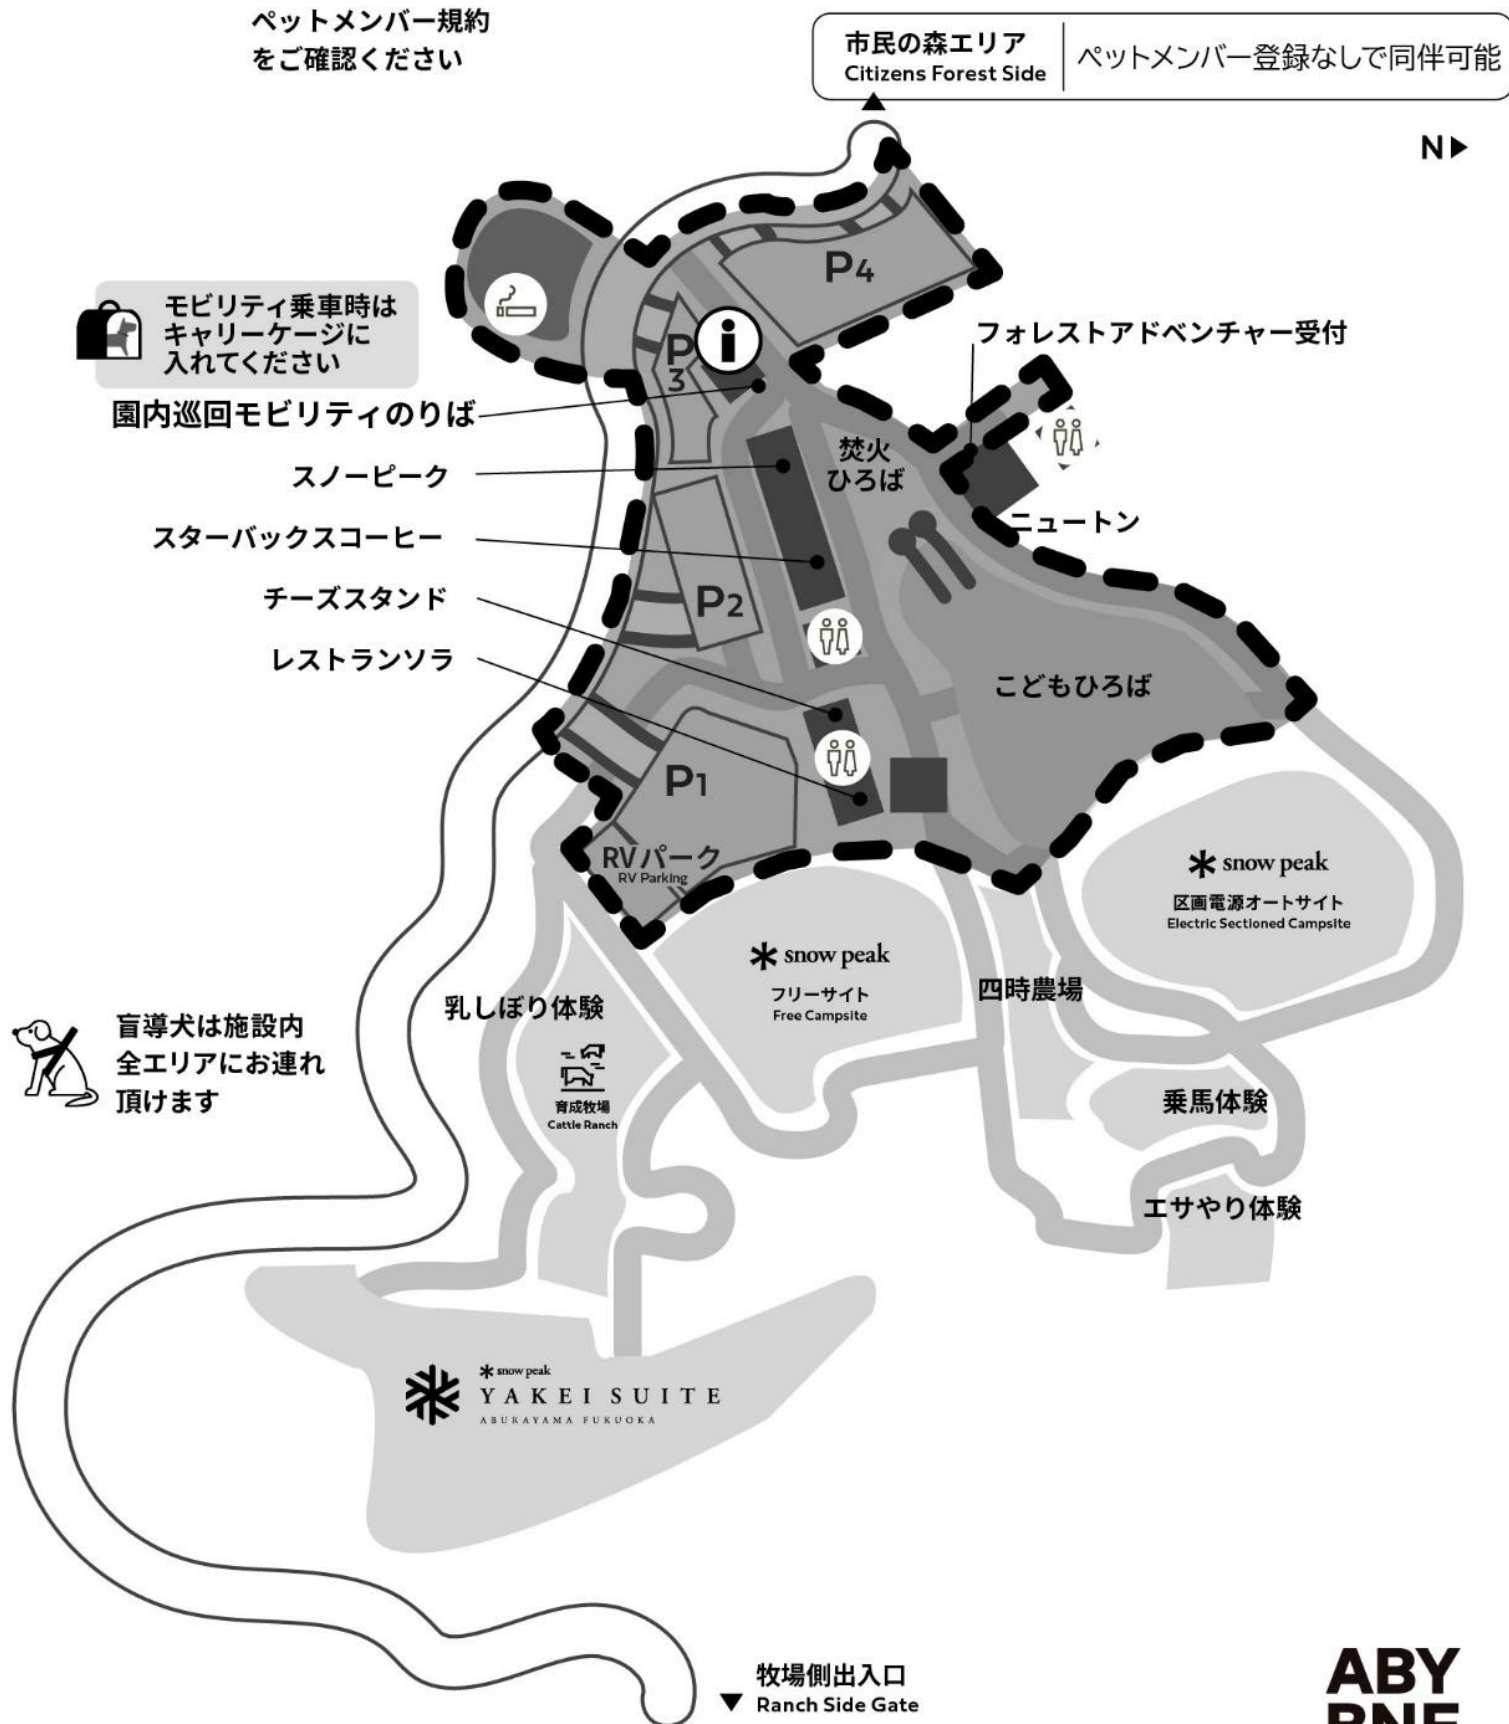 ペットメンバー規約
をご確認ください
市民の森エリア
Citizens Forest Side
ペットメンバー登録なしで同伴可能
N
P4
モビリティ乗車時は
キャリーケージに
入れてください
フォレストアドベンチャー受付
P
3
i
園内巡回モビリティのりば
焚火
ひろば
スノーピーク
ニュートン
スターバックスコーヒー
チーズスタンド
P2
レストランソラ
こどもひろば
P1
RVパーク
RV Parking
snow peak
区画電源オートサイト
Electric Sectioned Campsite
snow peak
フリーサイト
Free Campsite
四時農場
乳しぼり体験
盲導犬は施設内
全エリアにお連れ
頂けます
育成牧場
Cattle Ranch
乗馬体験
エサやり体験
snow peak
YAKEI SUITE
ABURAYAMA FUKUOKA
牧場側出入口
Ranch Side Gate
ABY
RNF